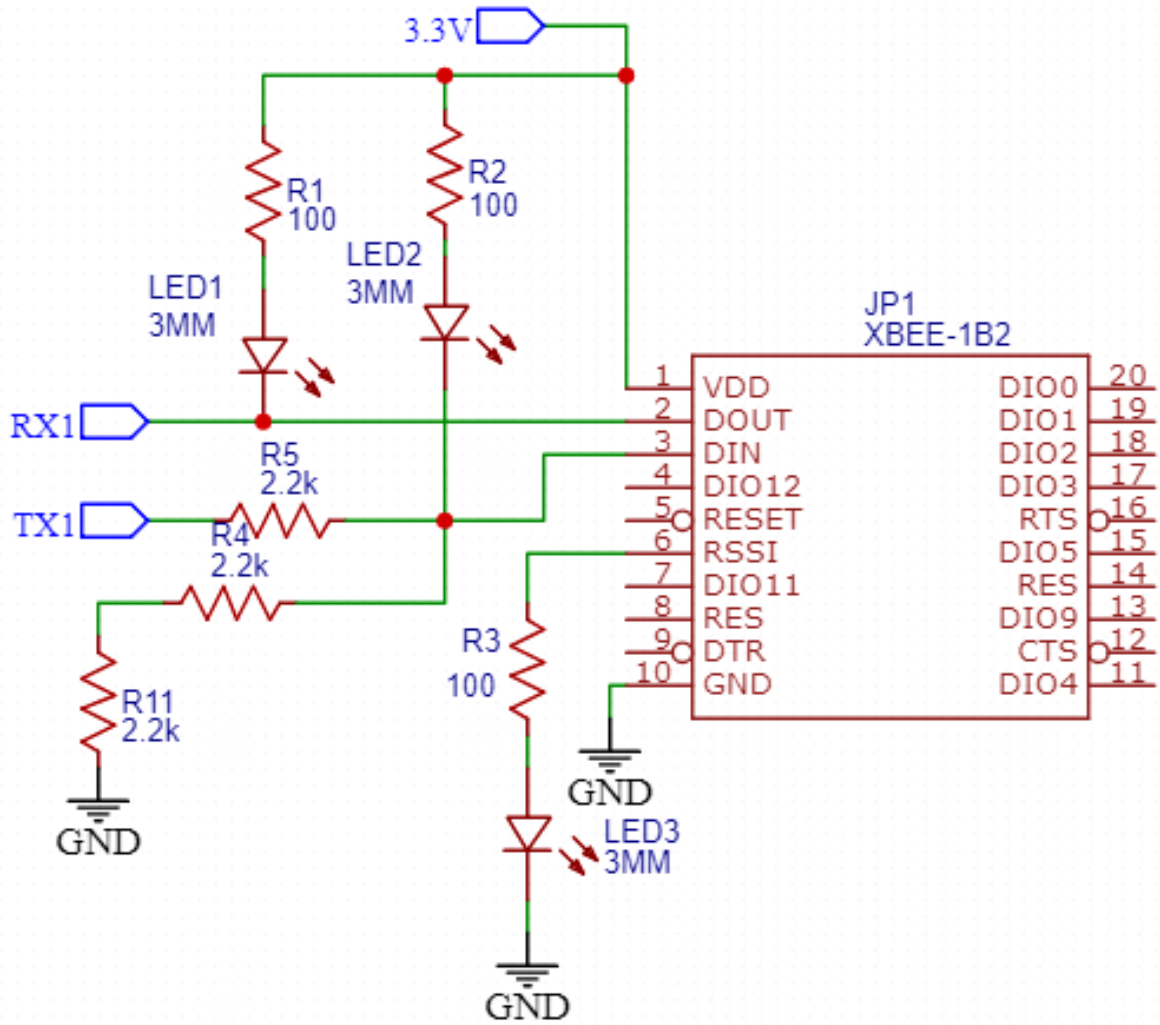 3.3V
R1
100
R2
100
LED1
3MM
LED2
3MM
RX1
R5
2.2k
TX1
R4
2.2k
R11
2.2k
GND
R3
100
LED3
3MM
GND
GND
JP1
XBEE-1B2
1 VDD DIO0 20
2 DOUT DIO1 19
3 DIN DIO2 18
4 DIO12 DIO3 17
5 RESET RTS 16
6 RSSI DIO5 15
7 DIO11 RES 14
8 RES DIO9 13
9 DTR CTS 12
10 GND DIO4 11